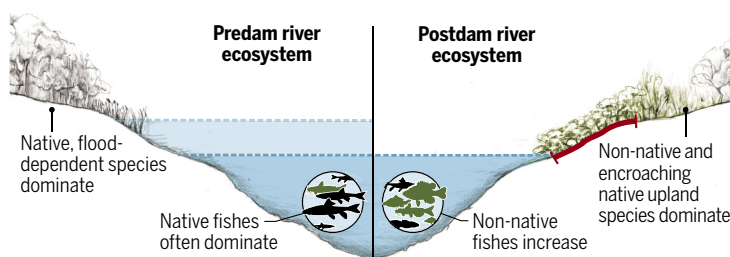 Predam river
ecosystem
Postdam river
ecosystem
Native, flood-
dependent species
dominate
Native fishes
often dominate
Non-native
fishes increase
Non-native and
encroaching
native upland
species dominate